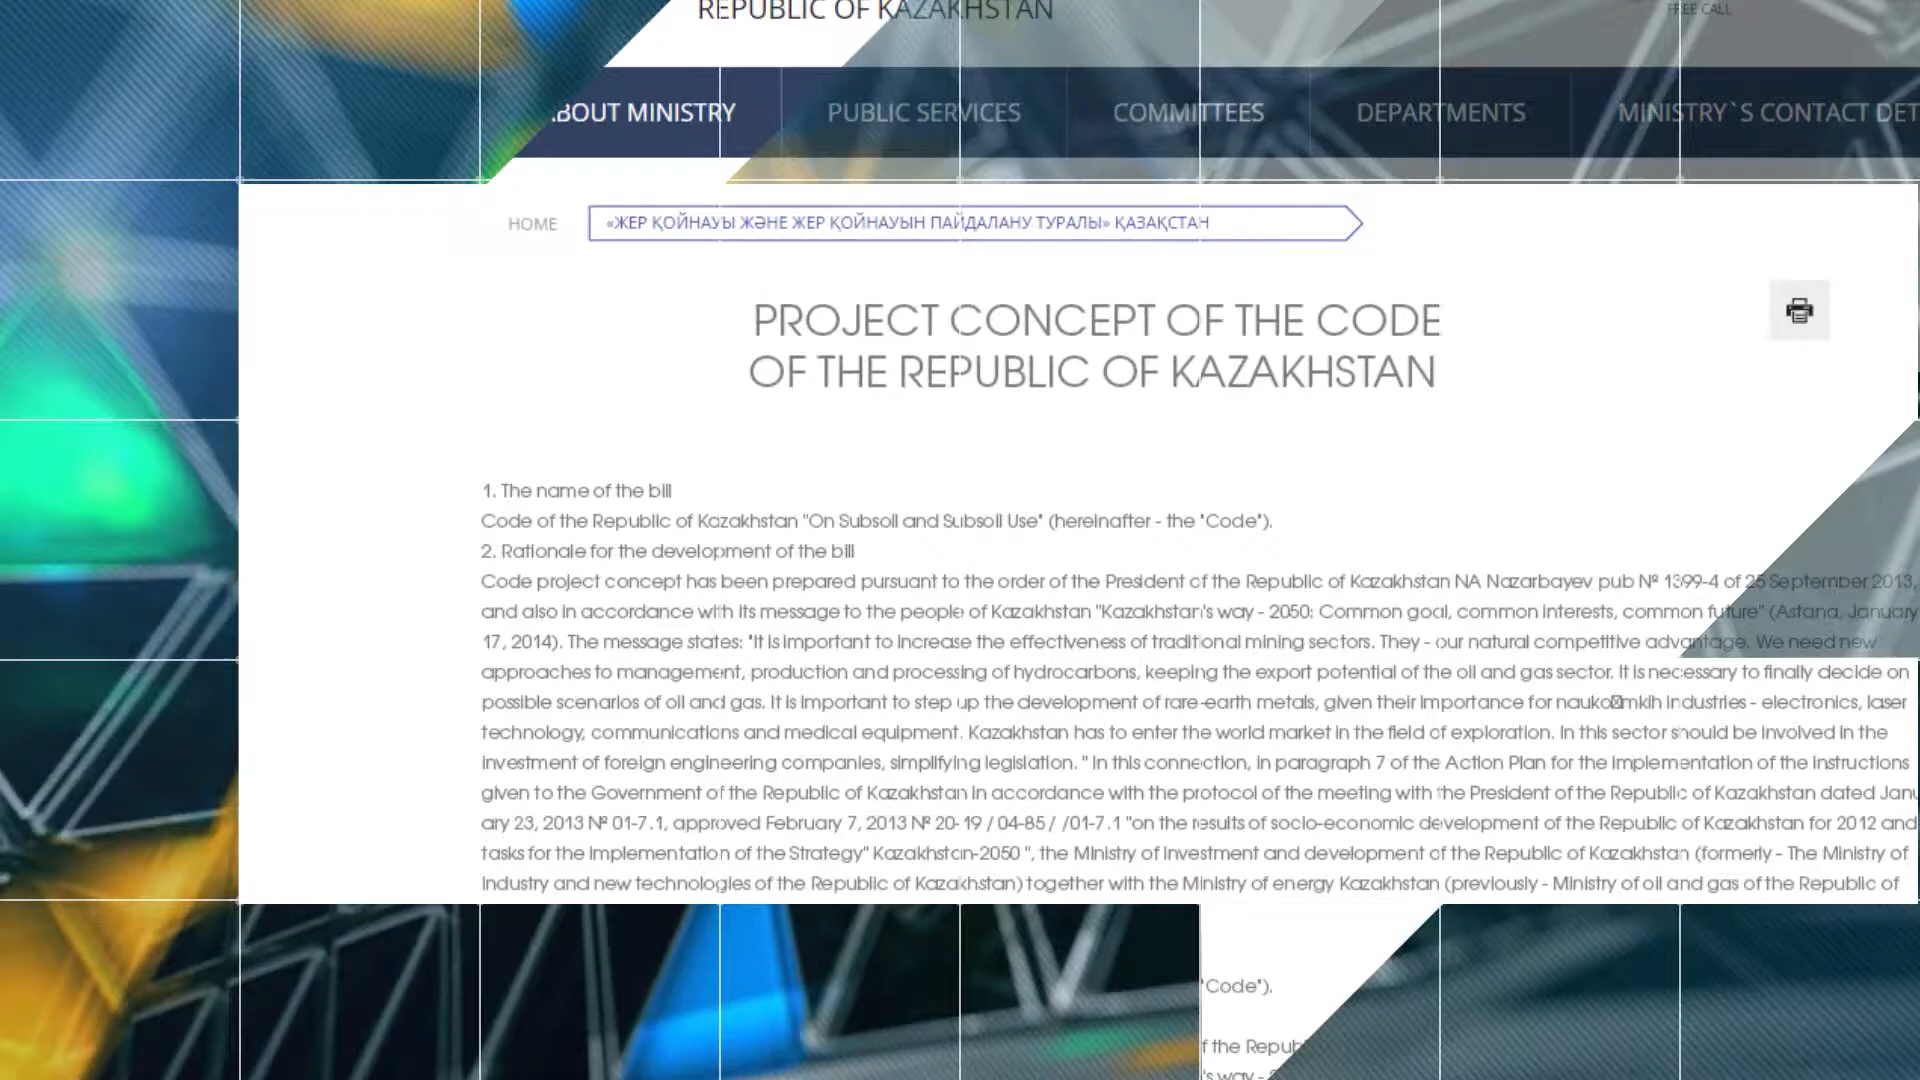 REPUBLIC OF KAZAKHSTAN
FREE CALL
ABOUT MINISTRY PUBLIC SERVICES COMMITTEES DEPARTMENTS MINISTRY`S CONTACT DET
HOME «ЖЕР ҚОЙНАУЫ ЖӘНЕ ЖЕР ҚОЙНАУЫН ПАЙДАЛАНУ ТУРАЛЫ» ҚАЗАҚСТАН
PROJECT CONCEPT OF THE CODE
OF THE REPUBLIC OF KAZAKHSTAN
1. The name of the bill
Code of the Republic of Kazakhstan "On Subsoil and Subsoil Use" (hereinafter - the "Code").
2. Rationale for the development of the bill
Code project concept has been prepared pursuant to the order of the President of the Republic of Kazakhstan NA Nazarbayev pub № 1399-4 of 25 September 2013,
and also in accordance with its message to the people of Kazakhstan "Kazakhstan's way - 2050: Common goal, common interests, common future" (Astana, January
17, 2014). The message states: "It is important to increase the effectiveness of traditional mining sectors. They - our natural competitive advantage. We need new
approaches to management, production and processing of hydrocarbons, keeping the export potential of the oil and gas sector. It is necessary to finally decide on
possible scenarios of oil and gas. It is important to step up the development of rare-earth metals, given their importance for industries - electronics, laser
technology, communications and medical equipment. Kazakhstan has to enter the world market in the field of exploration. In this sector should be involved in the
investment of foreign engineering companies, simplifying legislation. " In this connection, in paragraph 7 of the Action Plan for the implementation of the instructions
given to the Government of the Republic of Kazakhstan in accordance with the protocol of the meeting with the President of the Republic of Kazakhstan dated Janu
ary 23, 2013 № 01-7.1, approved February 7, 2013 № 20-19 / 04-85 / /01-7.1 "on the results of socio-economic development of the Republic of Kazakhstan for 2012 and
tasks for the implementation of the Strategy" Kazakhstan-2050 ", the Ministry of investment and development of the Republic of Kazakhstan (formerly - The Ministry of
industry and new technologies of the Republic of Kazakhstan) together with the Ministry of energy Kazakhstan (previously - Ministry of oil and gas of the Republic of
"Code").
f the Repub
's way -